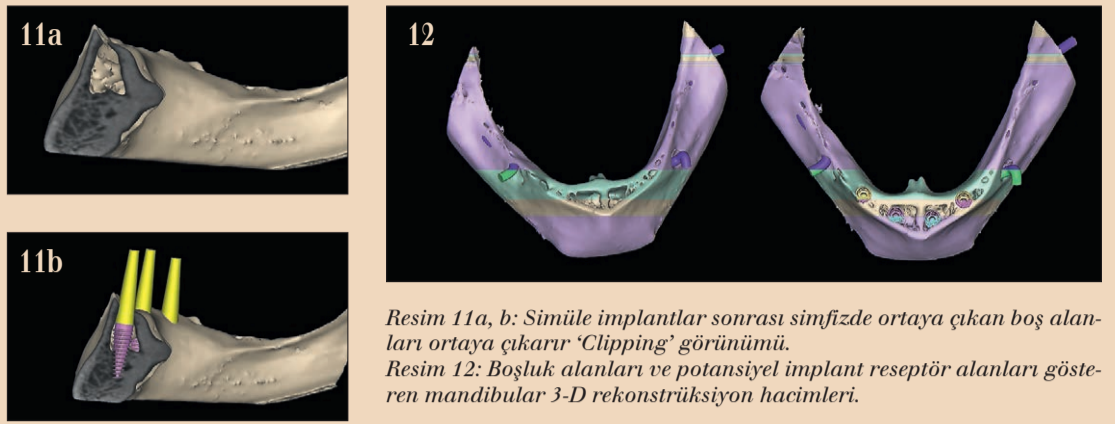 11a
11b
12
Resim 11a, b: Simüle implantlar sonrası simfizde ortaya çıkan boş alan-
ları ortaya çıkarır ‘Clipping’ görünümü.
Resim 12: Boşluk alanları ve potansiyel implant reseptör alanları göste-
ren mandibular 3-D rekonstrüksiyon hacimleri.